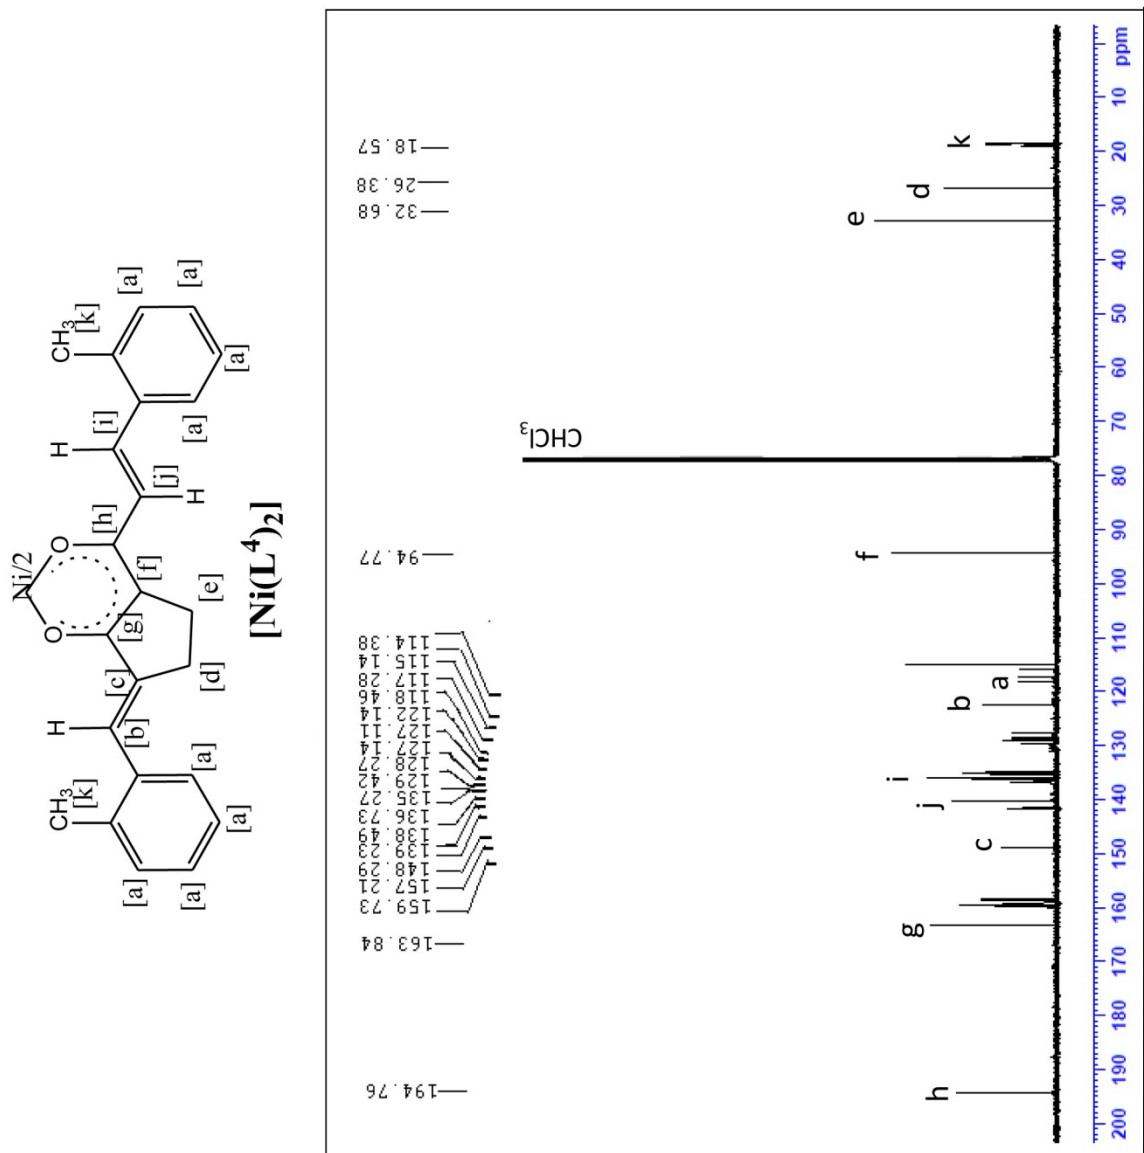 Ni/2
CH₃
[k]
H
O
O
H
CH₃
[k]
[a]
[a]
[a]
[a]
[b]
[c]
[g]
[d]
[f]
[e]
[h]
[j]
H
[i]
[a]
[a]
[a]
[a]
[Ni(L⁴)₂]
194.76
163.84
159.73
157.21
148.29
139.23
138.49
136.73
135.27
129.42
128.27
127.14
127.11
122.14
118.46
117.28
115.14
114.38
94.77
32.68
26.38
18.57
CHCl₃
h
g
c
j
i
b
a
f
e
d
k
200 190 180 170 160 150 140 130 120 110 100 90 80 70 60 50 40 30 20 10 ppm